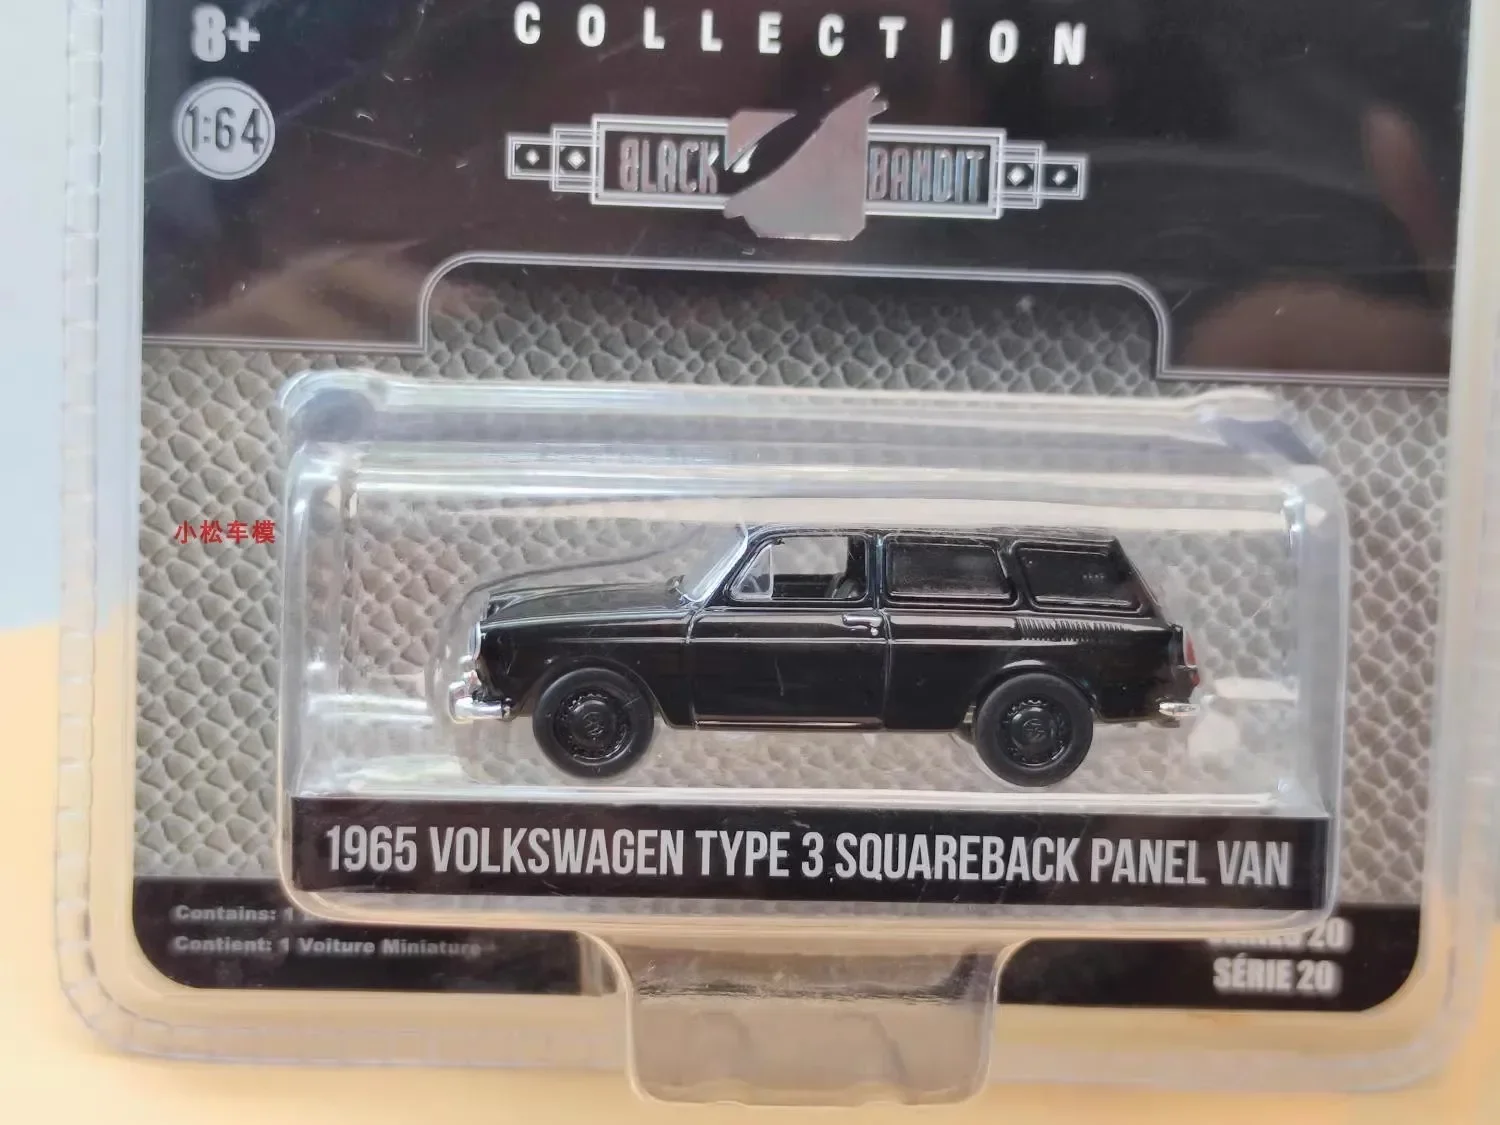 COLLECTION
8+
1:64
BLACK BANDIT
小松车模
1965 VOLKSWAGEN TYPE 3 SQUAREBACK PANEL VAN
Contains: 1
Contient: 1 Voiture Miniature
20
SÉRIE 20